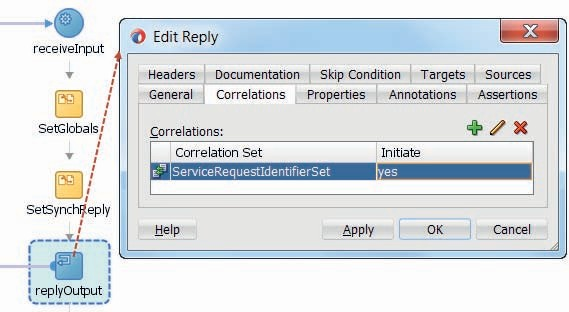 receiveInput
SetGlobals
SetSynchReply
replyOutput
Edit Reply
Headers Documentation Skip Condition Targets Sources
General Correlations Properties Annotations Assertions
Correlations:
Correlation Set Initiate
ServiceRequestIdentifierSet yes
Help Apply OK Cancel